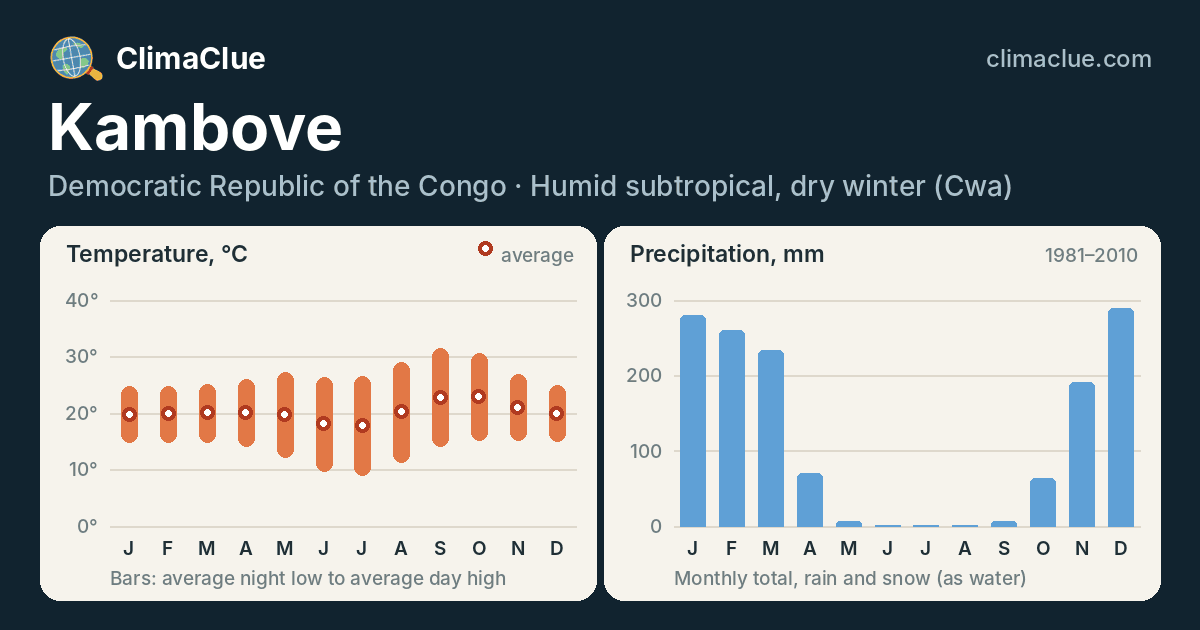 ClimaClue
climaclue.com
Kambove
Democratic Republic of the Congo · Humid subtropical, dry winter (Cwa)
Temperature, °C
average
40°
30°
20°
10°
0°
J F M A M J J A S O N D
Bars: average night low to average day high
Precipitation, mm
1981–2010
300
200
100
0
J F M A M J J A S O N D
Monthly total, rain and snow (as water)